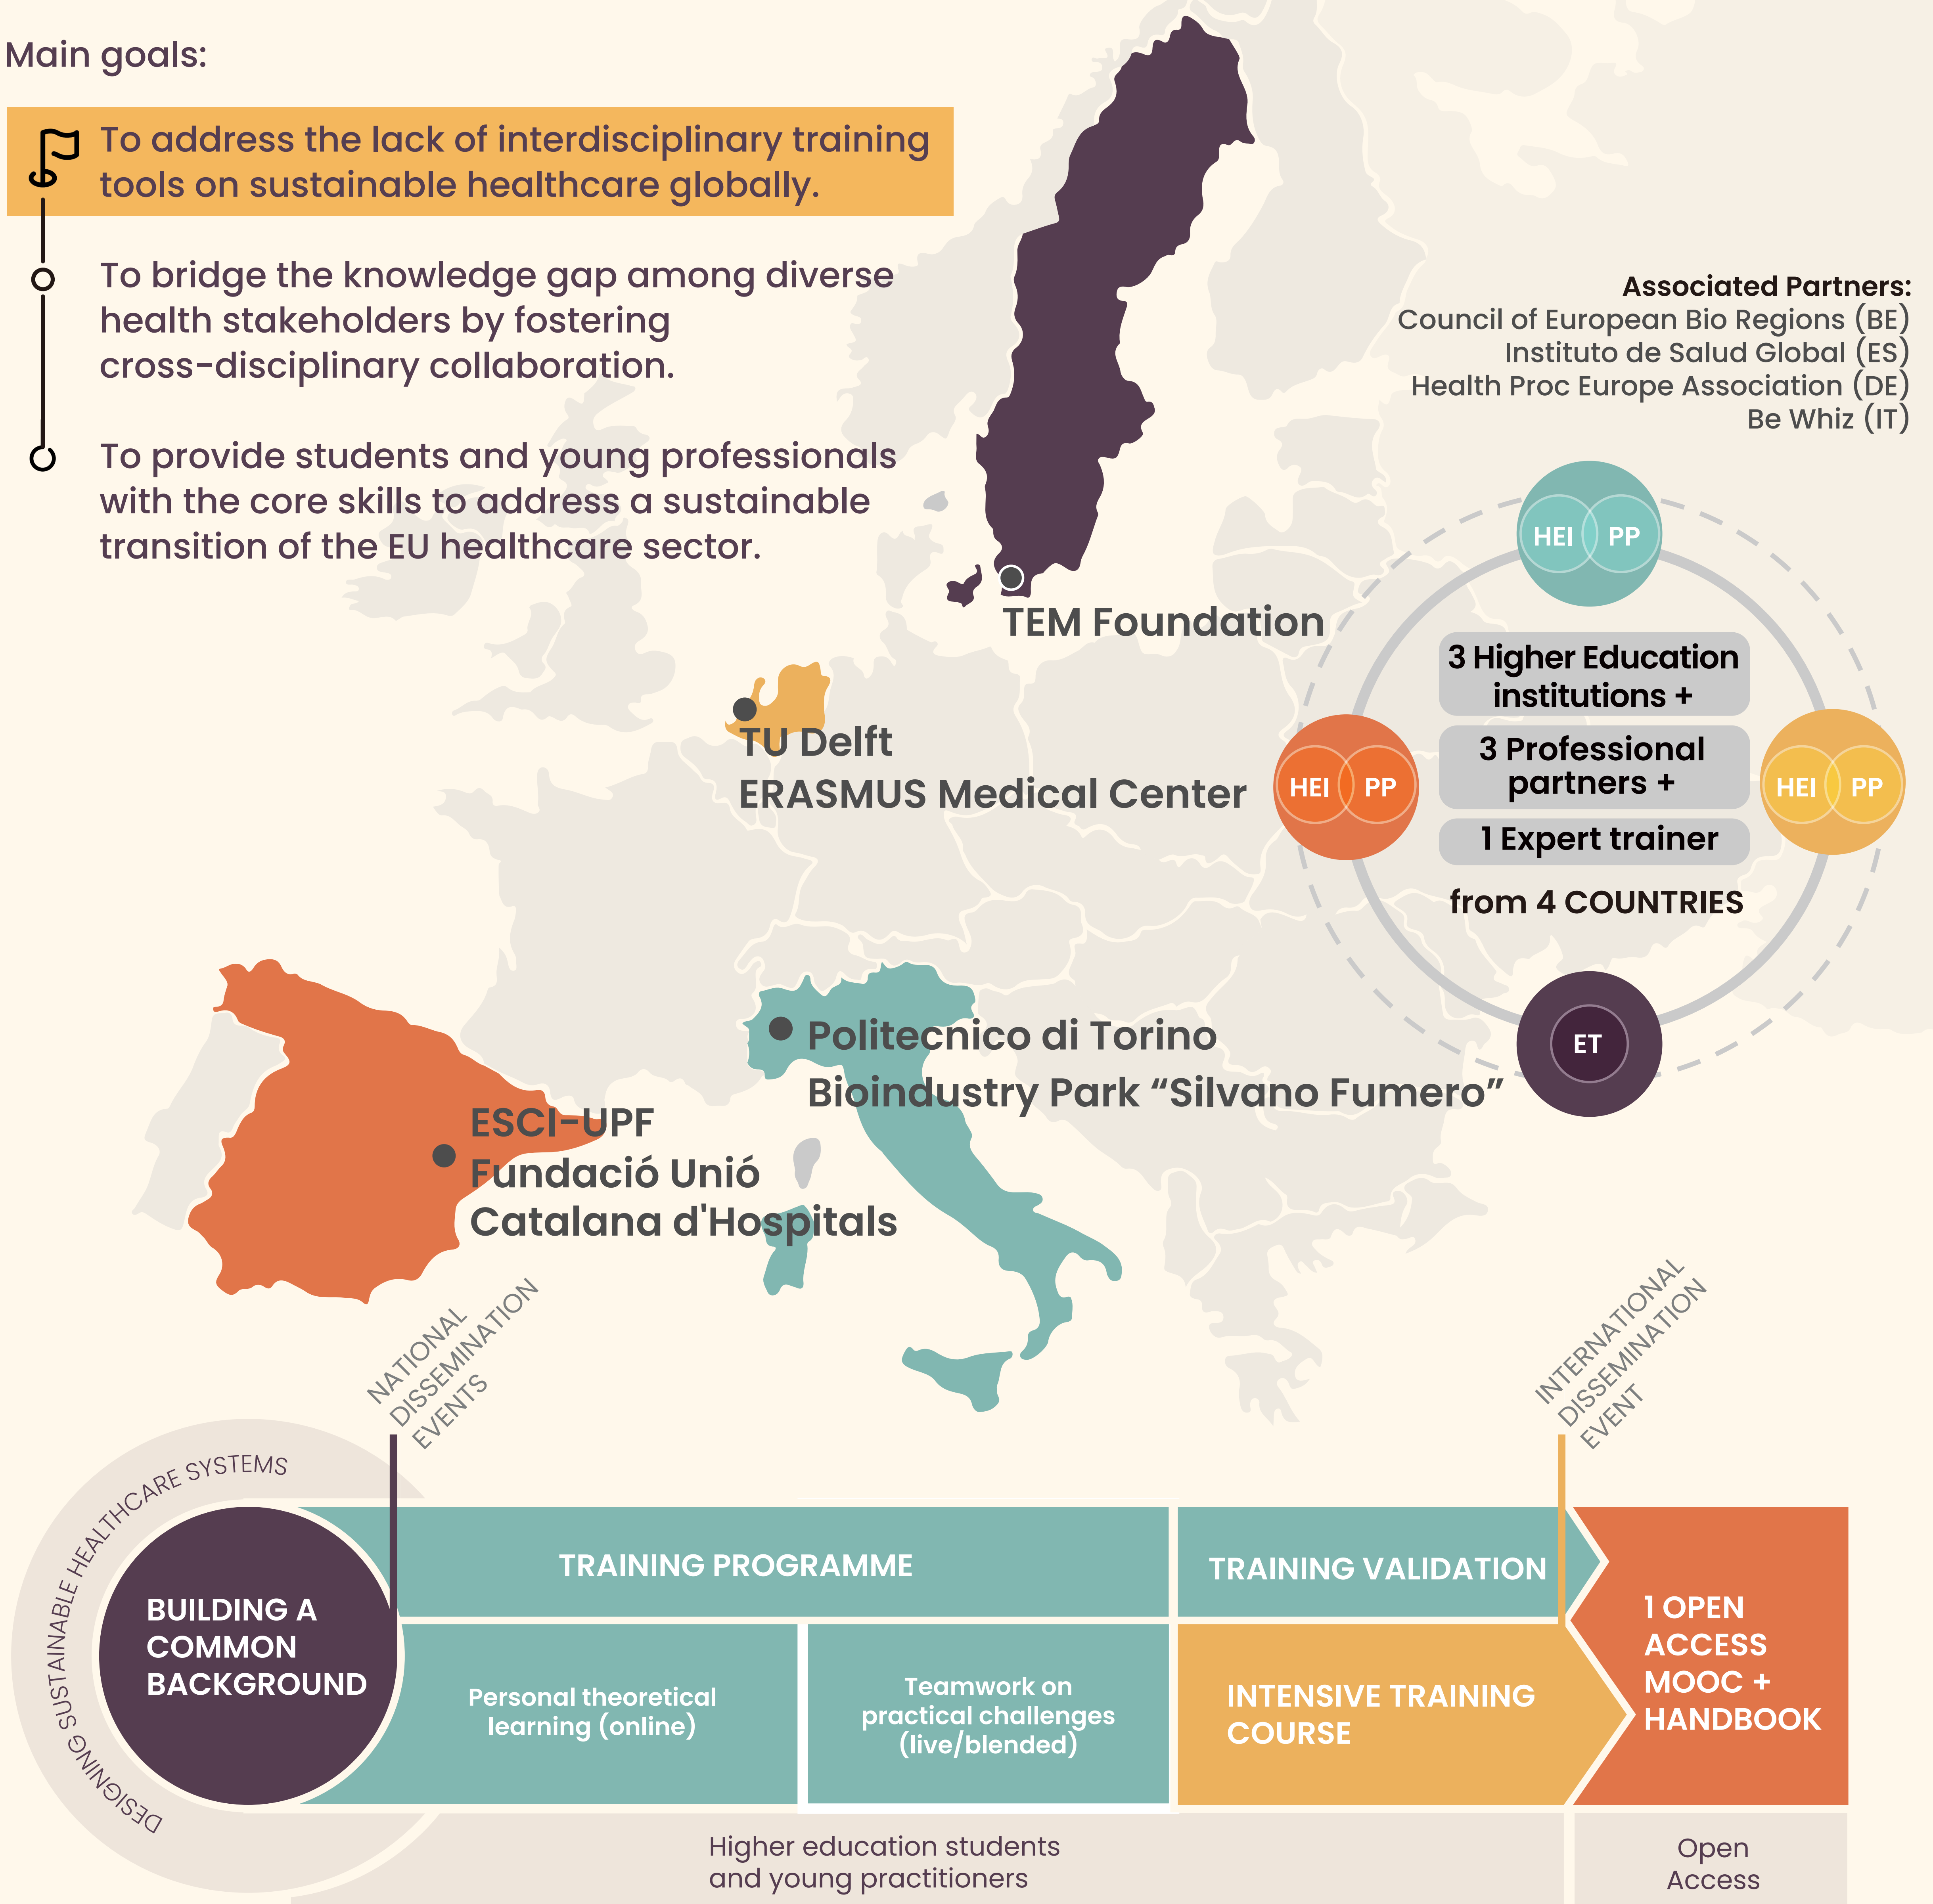 Main goals:
To address the lack of interdisciplinary training
tools on sustainable healthcare globally.
To bridge the knowledge gap among diverse
health stakeholders by fostering
cross-disciplinary collaboration.
To provide students and young professionals
with the core skills to address a sustainable
transition of the EU healthcare sector.
Associated Partners:
Council of European Bio Regions (BE)
Instituto de Salud Global (ES)
Health Proc Europe Association (DE)
Be Whiz (IT)
HEI PP
3 Higher Education
institutions +
3 Professional
partners +
1 Expert trainer
from 4 COUNTRIES
HEI PP
HEI PP
ET
TEM Foundation
TU Delft
ERASMUS Medical Center
Politecnico di Torino
Bioindustry Park “Silvano Fumero”
ESCI-UPF
Fundació Unió
Catalana d'Hospitals
NATIONAL
DISSEMINATION
EVENTS
INTERNATIONAL
DISSEMINATION
EVENT
DESIGNING SUSTAINABLE HEALTHCARE SYSTEMS
BUILDING A
COMMON
BACKGROUND
TRAINING PROGRAMME
TRAINING VALIDATION
Personal theoretical
learning (online)
Teamwork on
practical challenges
(live/blended)
INTENSIVE TRAINING
COURSE
1 OPEN
ACCESS
MOOC +
HANDBOOK
Higher education students
and young practitioners
Open
Access